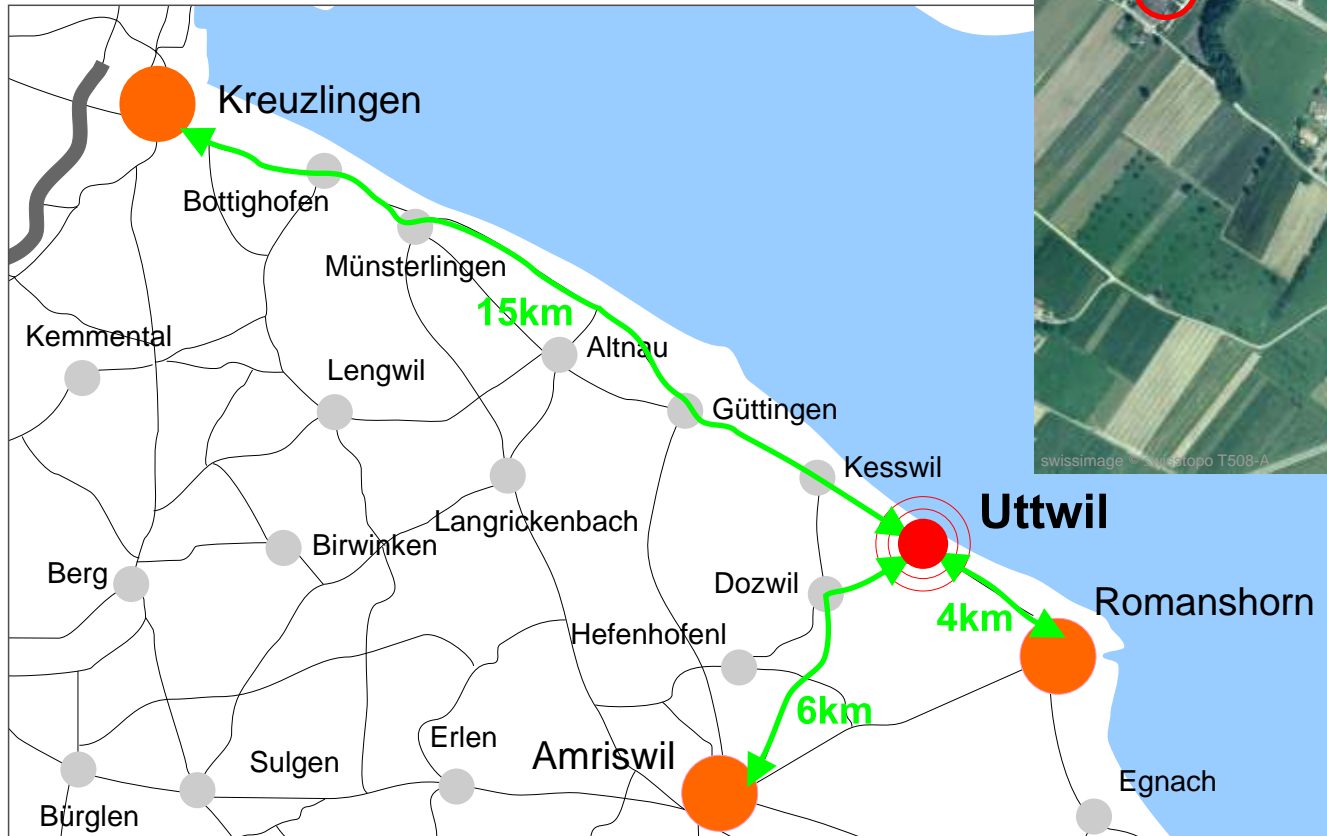 Kreuzlingen
Bottighofen
Münsterlingen
15km
Kemmental
Altnau
Lengwil
Güttingen
Kesswil
swissimage © swisstopo T508-A
Uttwil
Langrickenbach
Birwinken
Berg
Dozwil
Romanshorn
4km
Hefenhofenl
6km
Erlen
Amriswil
Sulgen
Egnach
Bürglen